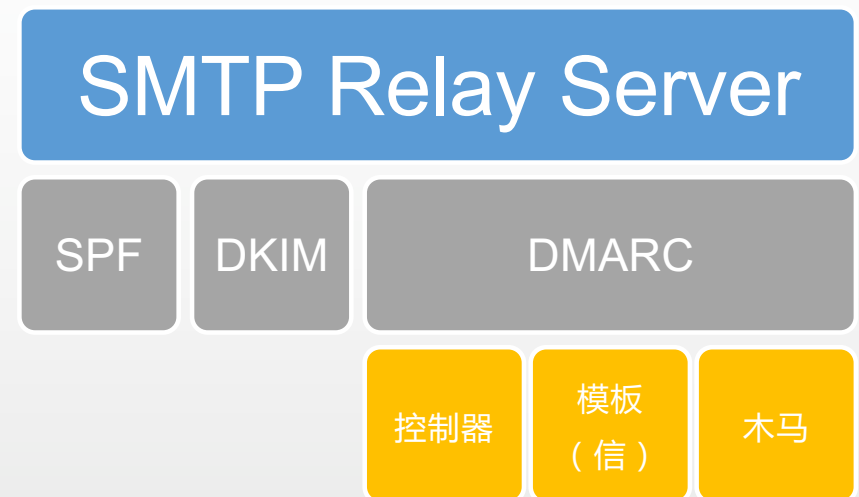 SMTP Relay Server
SPF
DKIM
DMARC
控制器
模板
（信）
木马